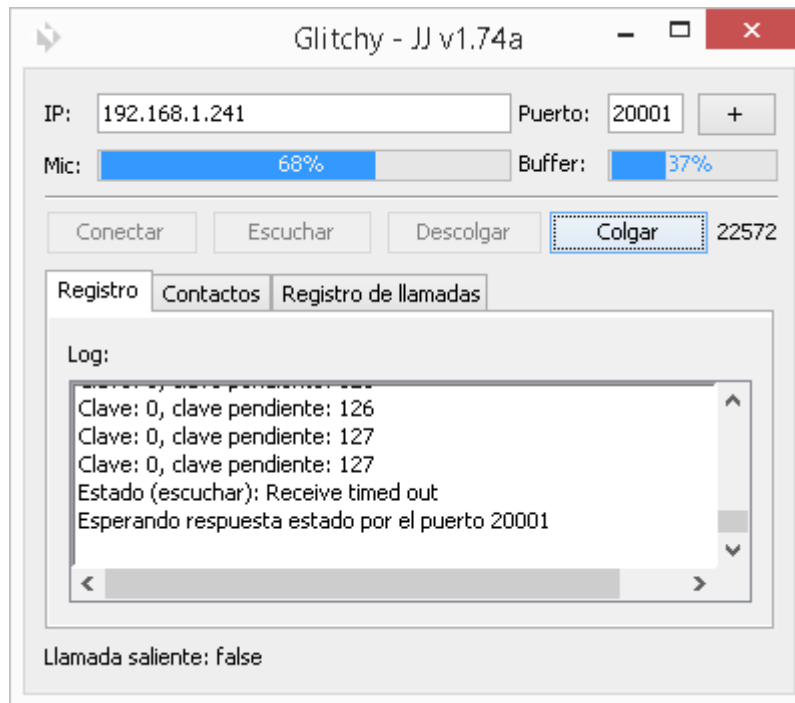 Glitchy - JJ v1.74a
IP: 192.168.1.241 Puerto: 20001 +
Mic: 68% Buffer: 37%
Conectar Escuchar Descolgar Colgar 22572
Registro Contactos Registro de llamadas
Log:
Clave: 0, clave pendiente: 126
Clave: 0, clave pendiente: 127
Clave: 0, clave pendiente: 127
Estado (escuchar): Receive timed out
Esperando respuesta estado por el puerto 20001
Llamada saliente: false